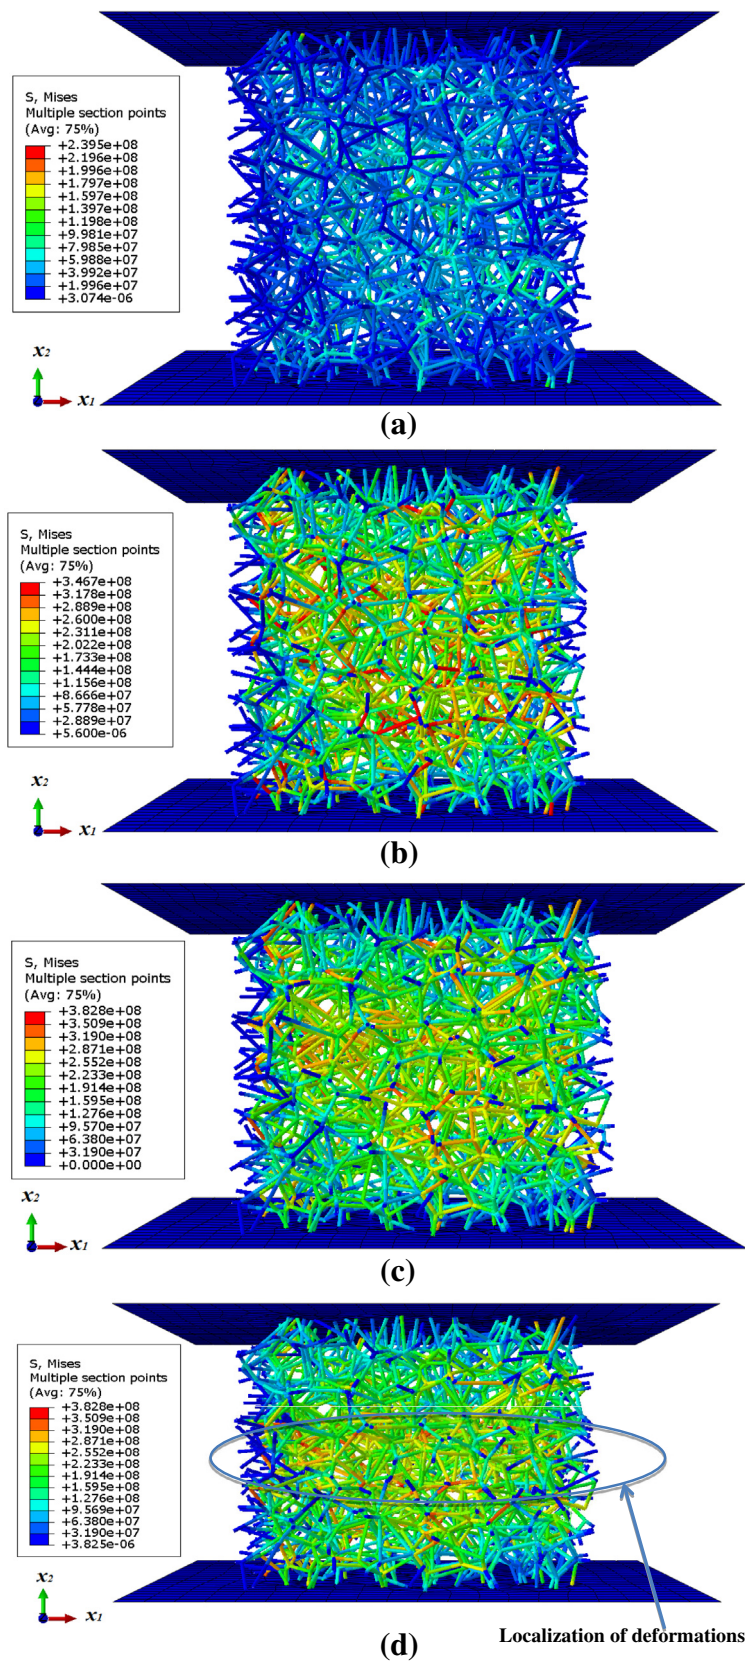 S, Mises
Multiple section points
(Avg: 75%)
+2.395e+08
+2.196e+08
+1.996e+08
+1.797e+08
+1.597e+08
+1.397e+08
+1.198e+08
+9.981e+07
+7.985e+07
+5.988e+07
+3.992e+07
+1.996e+07
+3.074e-06
x2
x1
(a)
S, Mises
Multiple section points
(Avg: 75%)
+3.467e+08
+3.178e+08
+2.889e+08
+2.600e+08
+2.311e+08
+2.022e+08
+1.733e+08
+1.444e+08
+1.156e+08
+8.666e+07
+5.778e+07
+2.889e+07
+5.600e-06
x2
x1
(b)
S, Mises
Multiple section points
(Avg: 75%)
+3.828e+08
+3.509e+08
+3.190e+08
+2.871e+08
+2.552e+08
+2.233e+08
+1.914e+08
+1.595e+08
+1.276e+08
+9.570e+07
+6.380e+07
+3.190e+07
+0.000e+00
x2
x1
(c)
S, Mises
Multiple section points
(Avg: 75%)
+3.828e+08
+3.509e+08
+3.190e+08
+2.871e+08
+2.552e+08
+2.233e+08
+1.914e+08
+1.595e+08
+1.276e+08
+9.569e+07
+6.380e+07
+3.190e+07
+3.825e-06
x2
x1
Localization of deformations
(d)